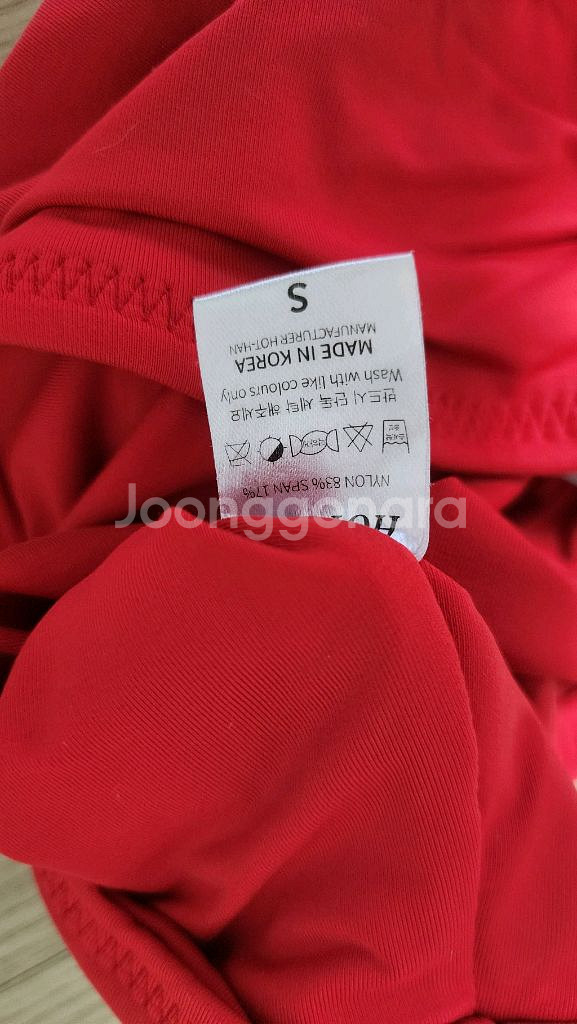 NYLON 83% SPAN 17%
반드시 단독 세탁 해주세요
Wash with like colours only
MADE IN KOREA
MANUFACTURER HOT-HAN
S
Joonggonara